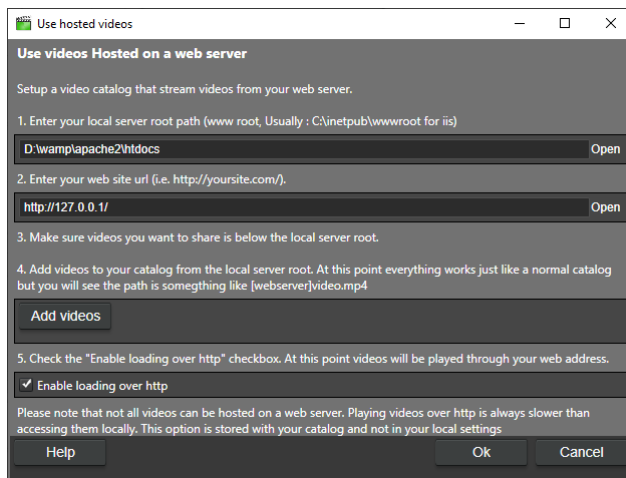 Use hosted videos
Use videos Hosted on a web server
Setup a video catalog that stream videos from your web server.
1. Enter your local server root path (www root, Usually : C:\inetpub\wwwroot for iis)
D:\wamp\apache2\htdocs Open
2. Enter your web site url (i.e. http://yoursite.com/).
http://127.0.0.1/ Open
3. Make sure videos you want to share is below the local server root.
4. Add videos to your catalog from the local server root. At this point everything works just like a normal catalog
but you will see the path is somegthing like [webserver]video.mp4
Add videos
5. Check the "Enable loading over http" checkbox. At this point videos will be played through your web address.
Enable loading over http
Please note that not all videos can be hosted on a web server. Playing videos over http is always slower than
accessing them locally. This option is stored with your catalog and not in your local settings
Help Ok Cancel